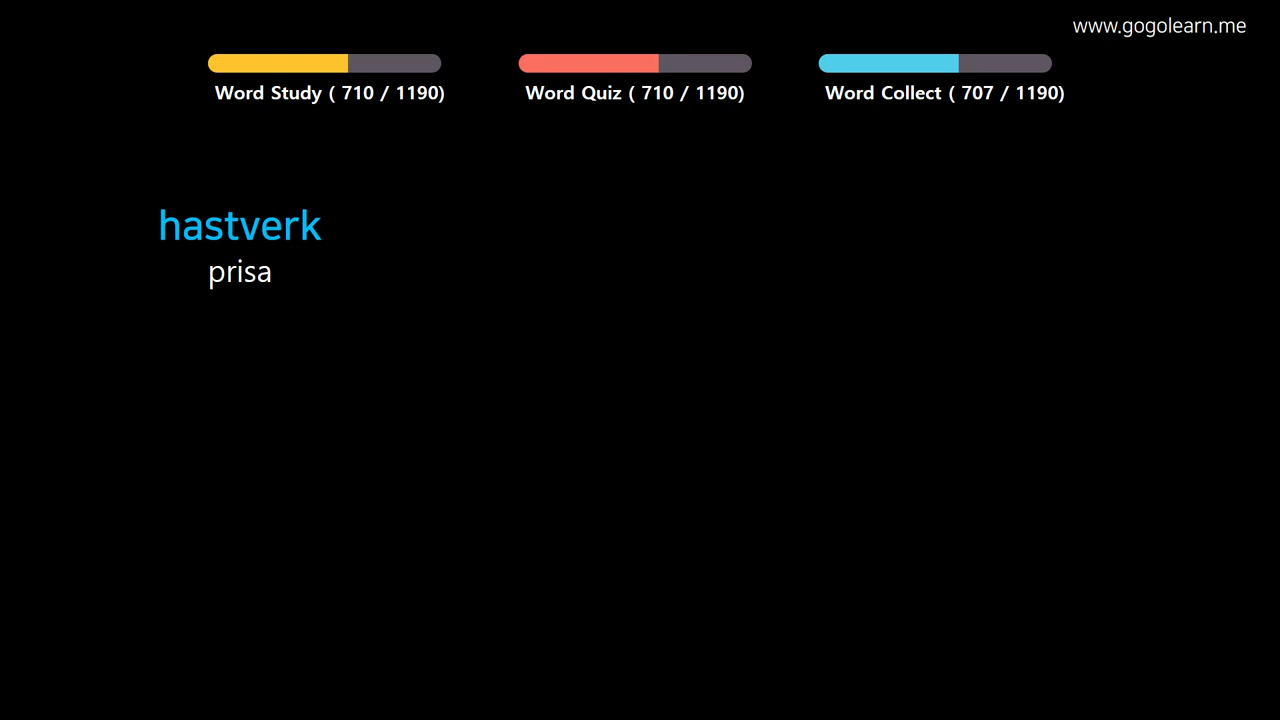 www.gogolearn.me
Word Study ( 710 / 1190)
Word Quiz ( 710 / 1190)
Word Collect ( 707 / 1190)
hastverk
prisa